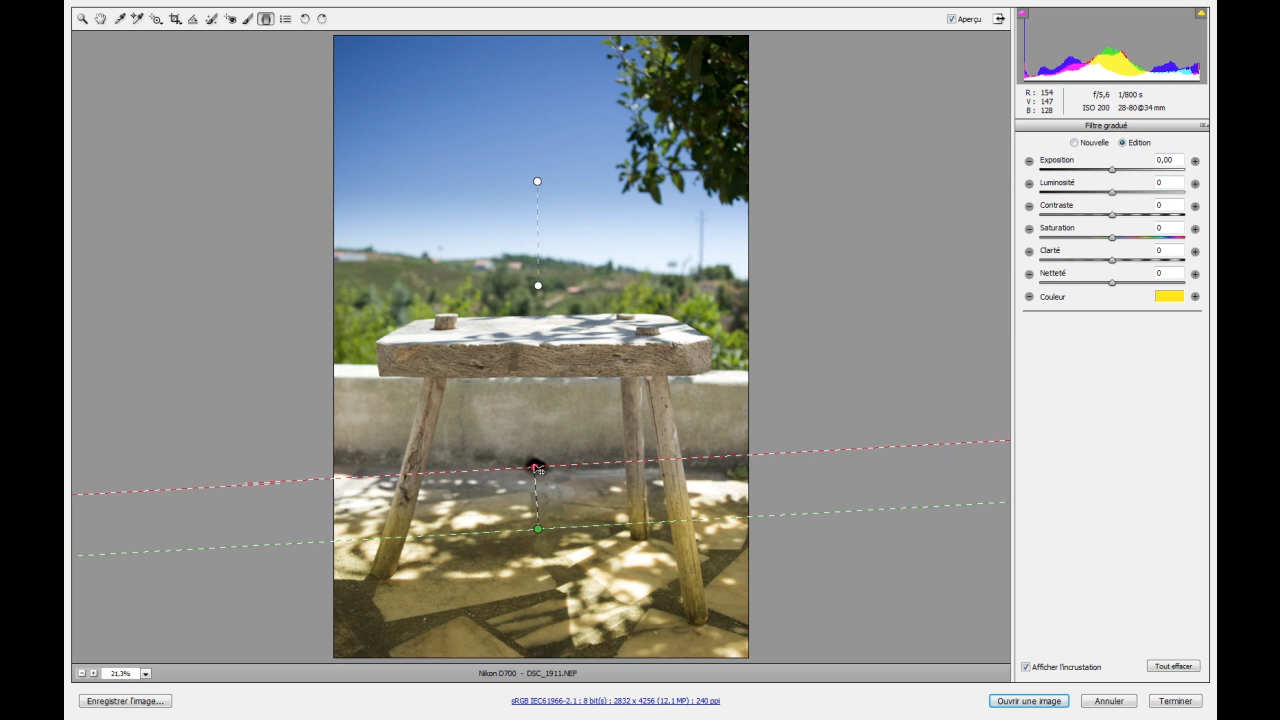 Aperçu
R : 154
V : 147
B : 128
f/5,6 1/800 s
ISO 200 28-80@34 mm
Filtre gradué
Nouvelle Edition
Exposition 0,00
Luminosité 0
Contraste 0
Saturation 0
Clarté 0
Netteté 0
Couleur
Afficher l'incrustation Tout effacer
21,3% Nikon D700 - DSC_1911.NEF
Enregistrer l'image... sRGB IEC61966-2.1 ; 8 bit(s) ; 2832 x 4256 (12,1 MP) ; 240 ppi Ouvrir une image Annuler Terminer